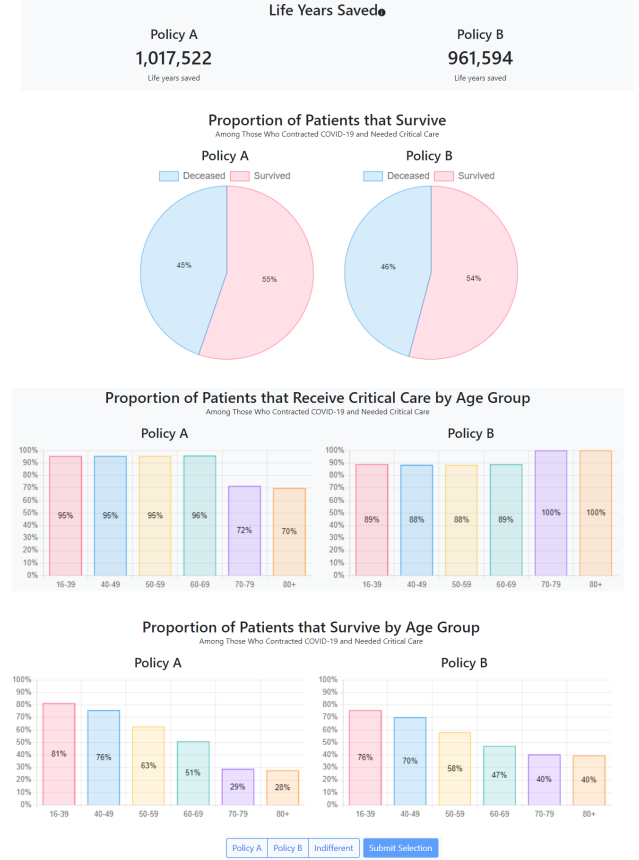 Life Years Saved
Policy A Policy B
1,017,522 961,594
Life years saved Life years saved
Proportion of Patients that Survive
Among Those Who Contracted COVID-19 and Needed Critical Care
Policy A Policy B
Deceased Survived Deceased Survived
45% 55% 46% 54%
Proportion of Patients that Receive Critical Care by Age Group
Among Those Who Contracted COVID-19 and Needed Critical Care
Policy A Policy B
100% 100%
90% 90%
80% 80%
70% 70%
60% 60%
50% 50%
40% 40%
30% 30%
20% 20%
10% 10%
0% 0%
95% 95% 95% 96% 72% 70% 89% 88% 88% 89% 100% 100%
16-39 40-49 50-59 60-69 70-79 80+ 16-39 40-49 50-59 60-69 70-79 80+
Proportion of Patients that Survive by Age Group
Among Those Who Contracted COVID-19 and Needed Critical Care
Policy A Policy B
100% 100%
90% 90%
80% 80%
70% 70%
60% 60%
50% 50%
40% 40%
30% 30%
20% 20%
10% 10%
0% 0%
81% 76% 63% 51% 29% 28% 76% 70% 58% 47% 40% 40%
16-39 40-49 50-59 60-69 70-79 80+ 16-39 40-49 50-59 60-69 70-79 80+
Policy A Policy B Indifferent Submit Selection